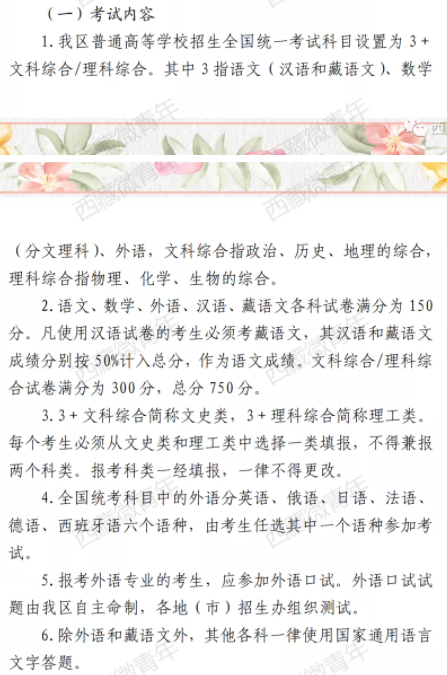 （一）考试内容
1.我区普通高等学校招生全国统一考试科目设置为 3+
文科综合/理科综合。其中 3 指语文（汉语和藏语文）、数学
（分文理科）、外语，文科综合指政治、历史、地理的综合，
理科综合指物理、化学、生物的综合。
2.语文、数学、外语、汉语、藏语文各科试卷满分为 150
分。凡使用汉语试卷的考生必须考藏语文，其汉语和藏语文
成绩分别按 50%计入总分，作为语文成绩。文科综合/理科综
合试卷满分为 300 分，总分 750 分。
3.3+文科综合简称文史类，3+理科综合简称理工类。
每个考生必须从文史类和理工类中选择一类填报，不得兼报
两个科类。报考科类一经填报，一律不得更改。
4.全国统考科目中的外语分英语、俄语、日语、法语、
德语、西班牙语六个语种，由考生任选其中一个语种参加考
试。
5.报考外语专业的考生，应参加外语口试。外语口试试
题由我区自主命制，各地（市）招生办组织测试。
6.除外语和藏语文外，其他各科一律使用国家通用语言
文字答题。
西藏微青年